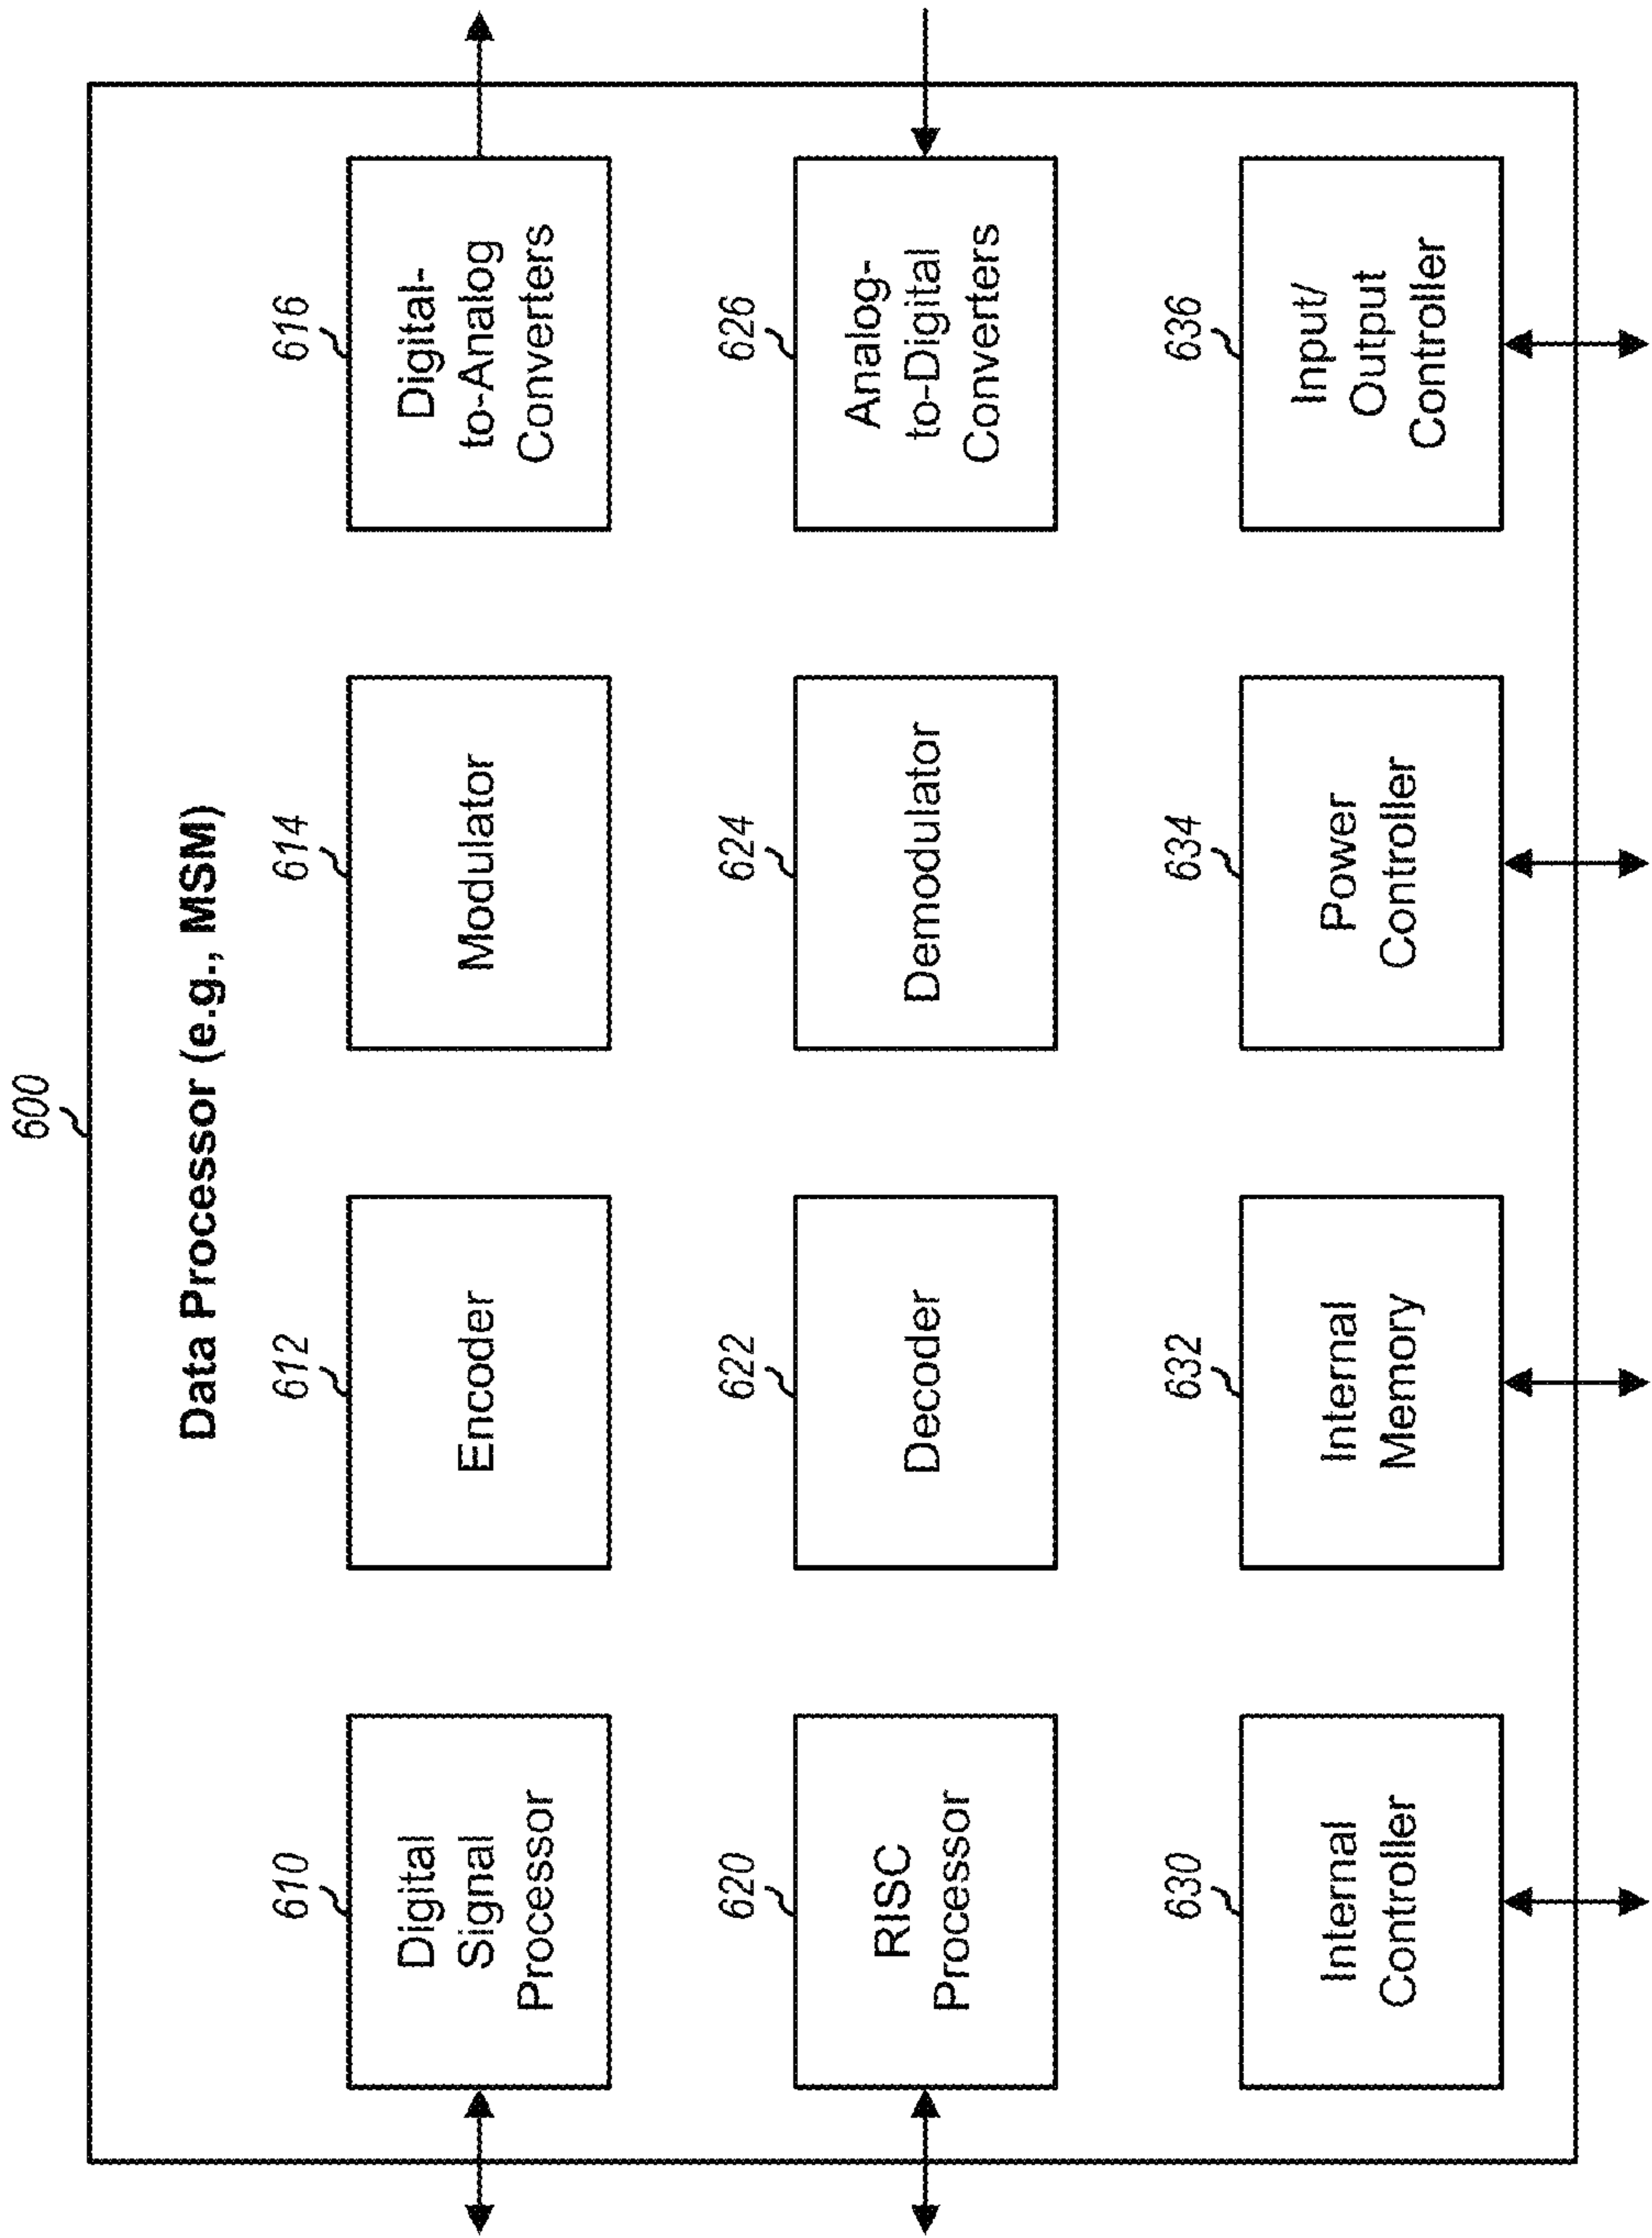 600
Data Processor (e.g., MSM)
610
Digital
Signal
Processor
612
Encoder
614
Modulator
616
Digital-
to-Analog
Converters
620
RISC
Processor
622
Decoder
624
Demodulator
626
Analog-
to-Digital
Converters
630
Internal
Controller
632
Internal
Memory
634
Power
Controller
636
Input/
Output
Controller